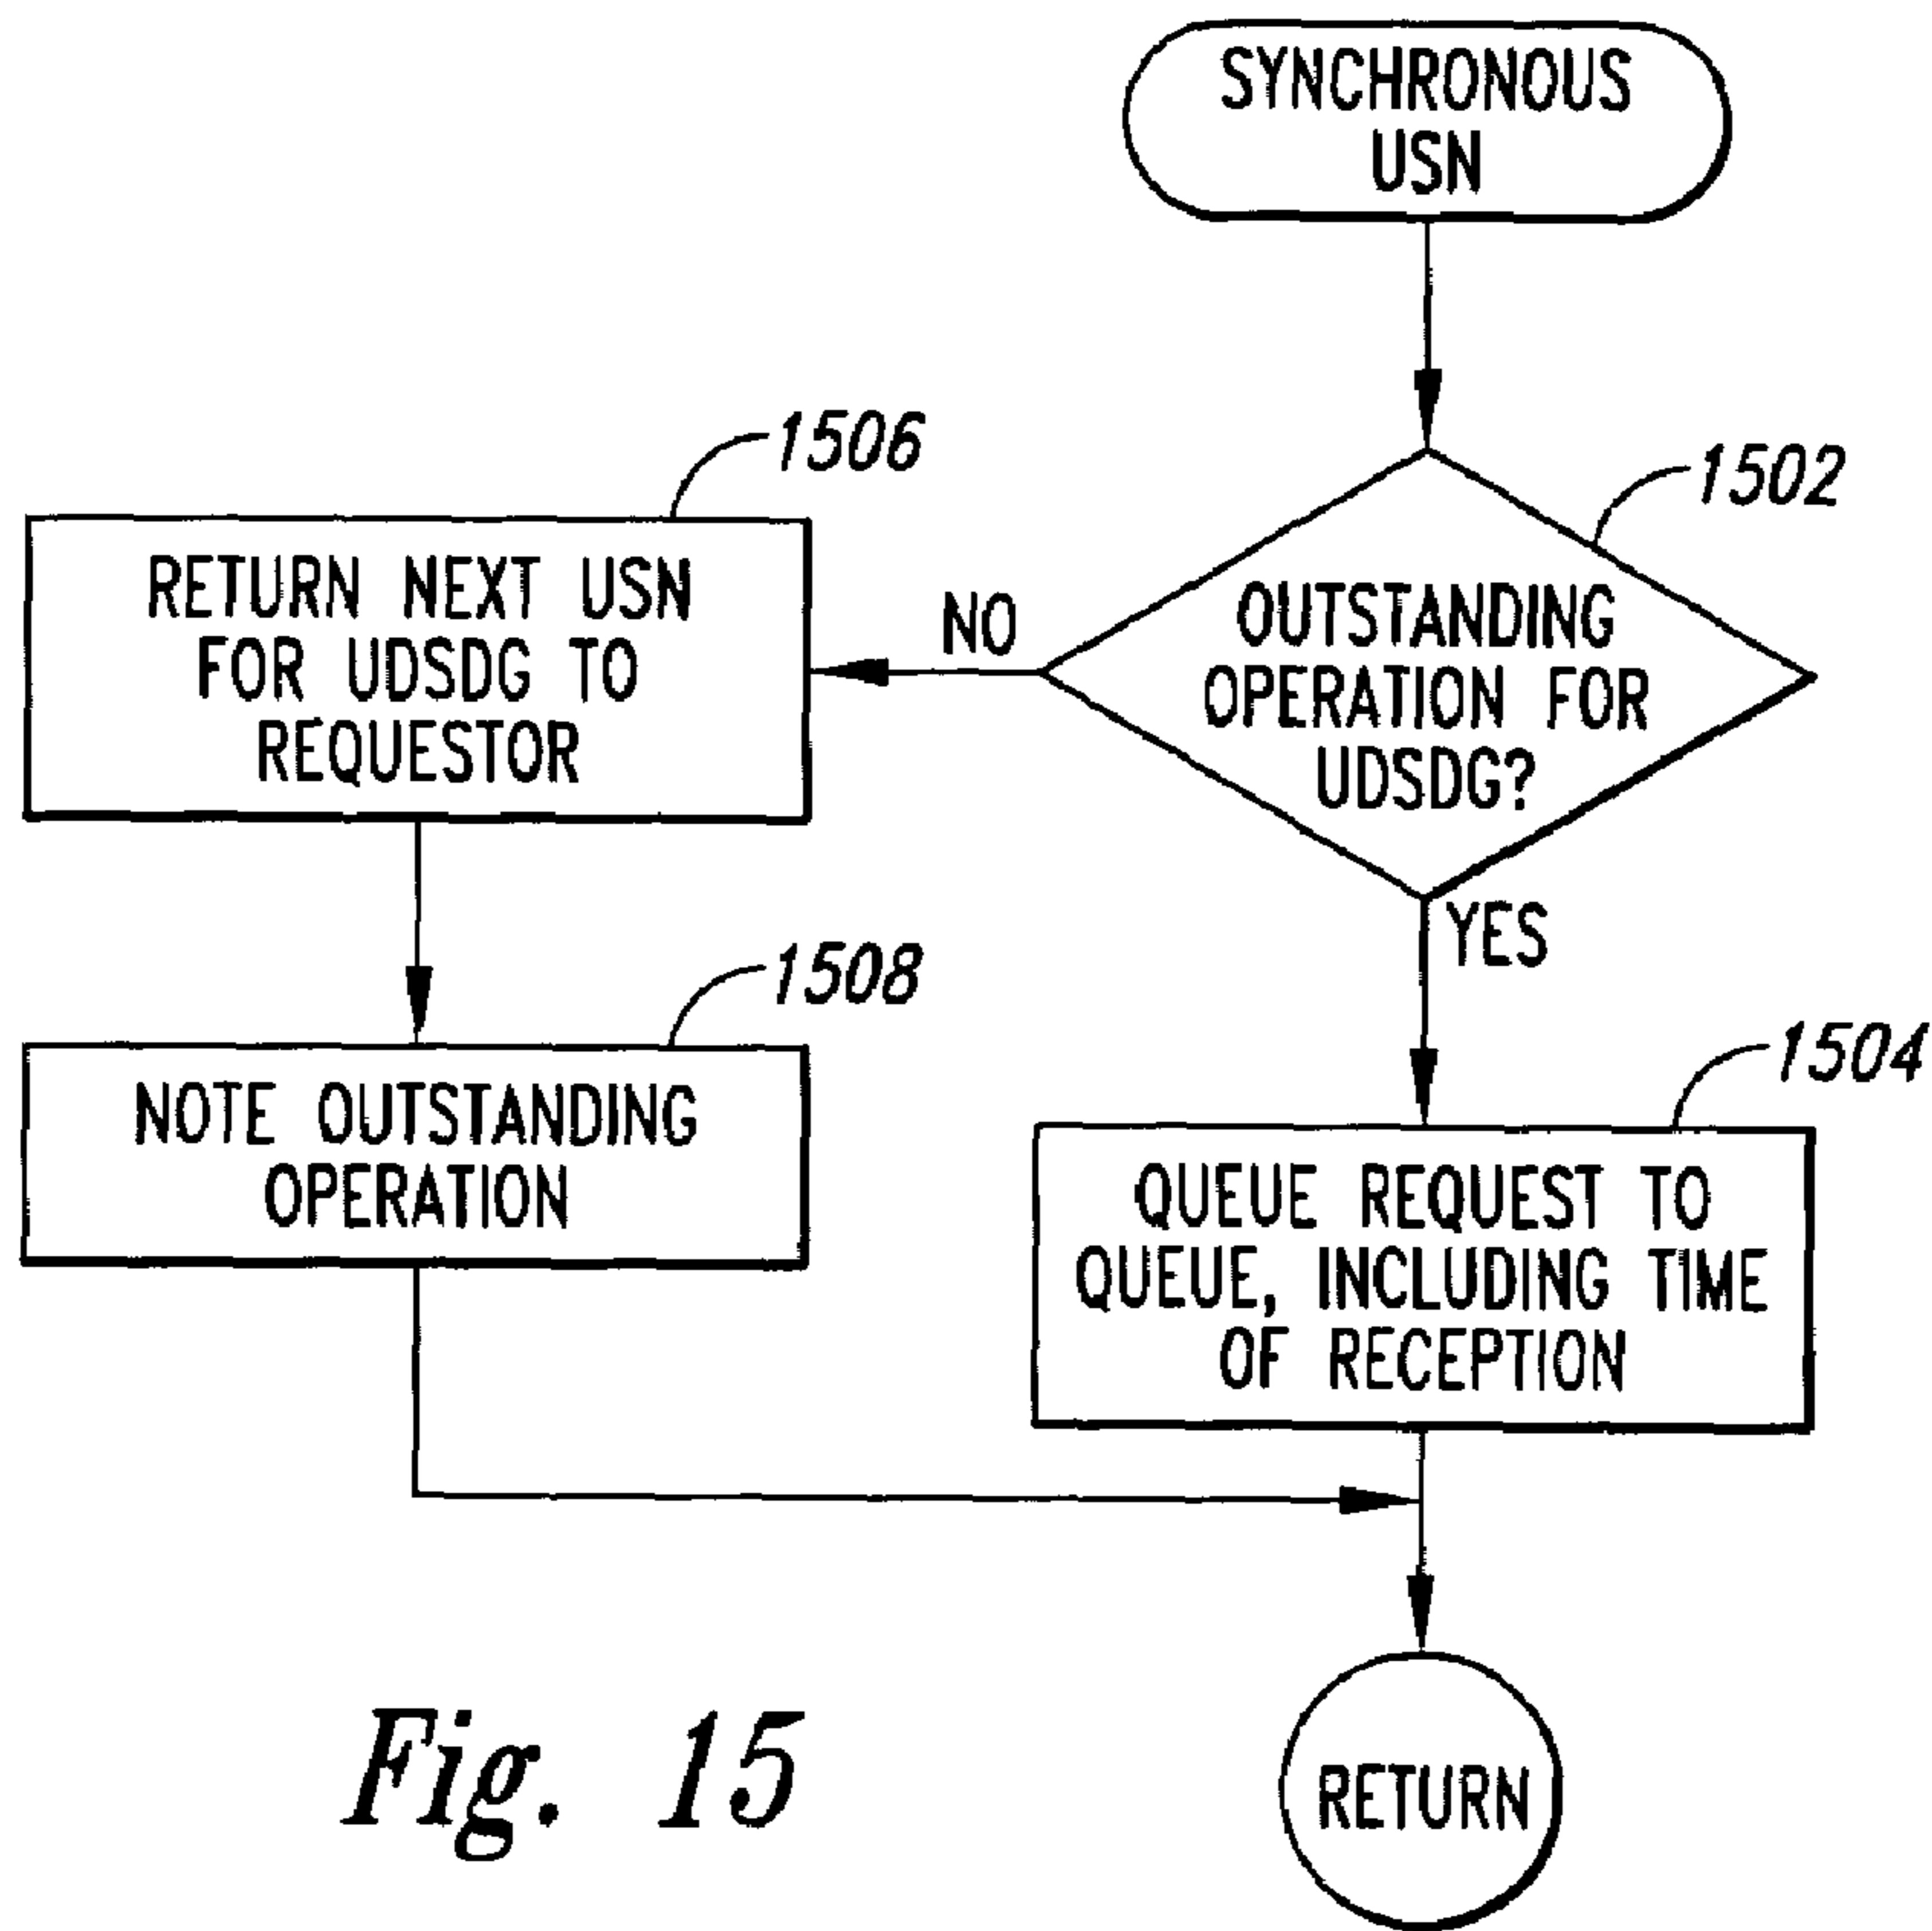 SYNCHRONOUS
USN
1502
OUTSTANDING
OPERATION FOR
UDSDG?
NO
YES
1506
RETURN NEXT USN
FOR UDSDG TO
REQUESTOR
1508
NOTE OUTSTANDING
OPERATION
1504
QUEUE REQUEST TO
QUEUE, INCLUDING TIME
OF RECEPTION
RETURN
Fig. 15